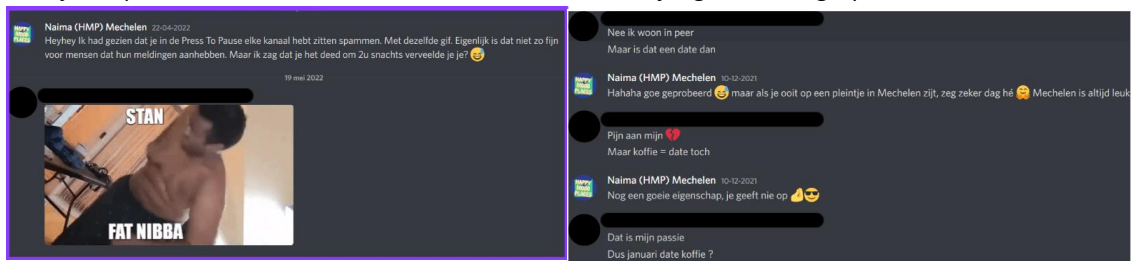 Naima (HMP) Mechelen 22-04-2022
Heyhey Ik had gezien dat je in de Press To Pause elke kanaal hebt zitten spammen. Met dezelfde gif. Eigenlijk is dat niet zo fijn
voor mensen dat hun meldingen aanhebben. Maar ik zag dat je het deed om 2u snachts verveelde je je? 😅
19 mei 2022
STAN
FAT NIBBA
Nee ik woon in peer
Maar is dat een date dan
Naima (HMP) Mechelen 10-12-2021
Hahaha goe geprobeerd 😅 maar als je ooit op een pleintje in Mechelen zijt, zeg zeker dag hé 🤗 Mechelen is altijd leuk
Pijn aan mijn 💔
Maar koffie = date toch
Naima (HMP) Mechelen 10-12-2021
Nog een goeie eigenschap, je geeft nie op 👍😎
Dat is mijn passie
Dus januari date koffie ?